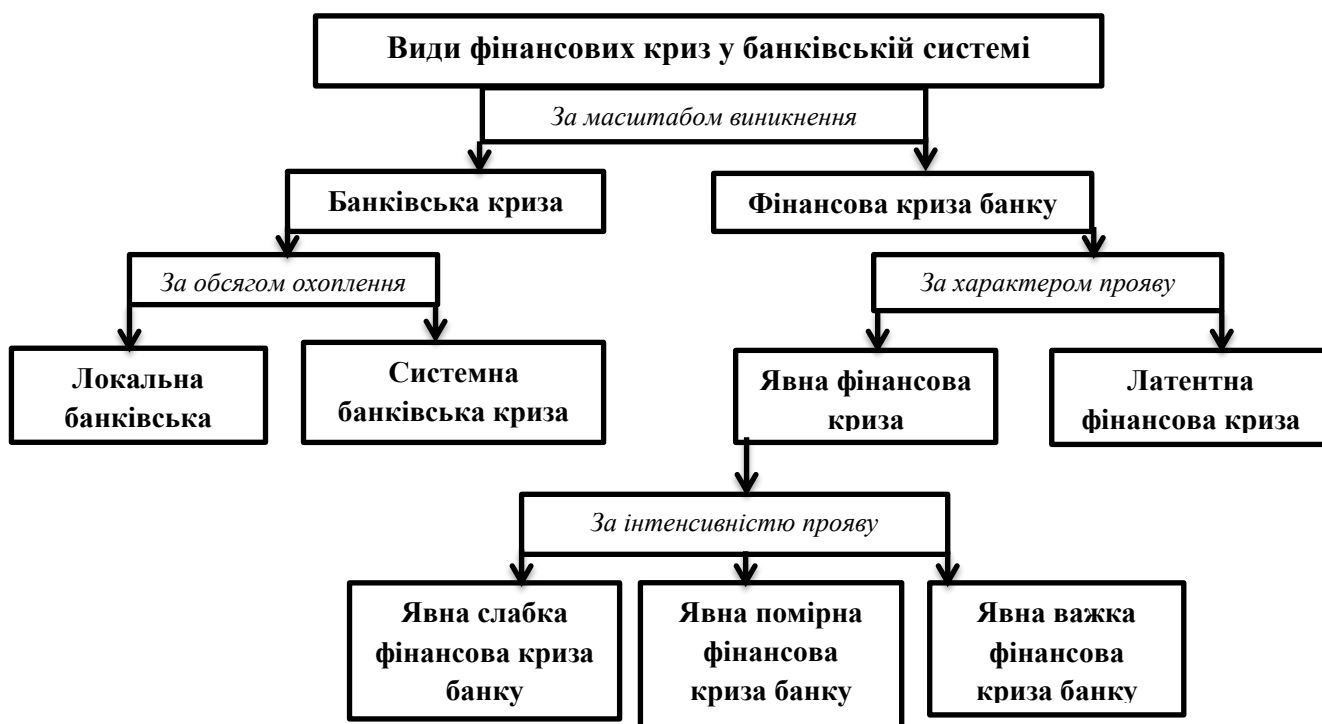 Види фінансових криз у банківській системі
За масштабом виникнення
Банківська криза
Фінансова криза банку
За обсягом охоплення
За характером прояву
Локальна
банківська
Системна
банківська криза
Явна фінансова
криза
Латентна
фінансова криза
За інтенсивністю прояву
Явна слабка
фінансова криза
банку
Явна помірна
фінансова
криза банку
Явна важка
фінансова
криза банку